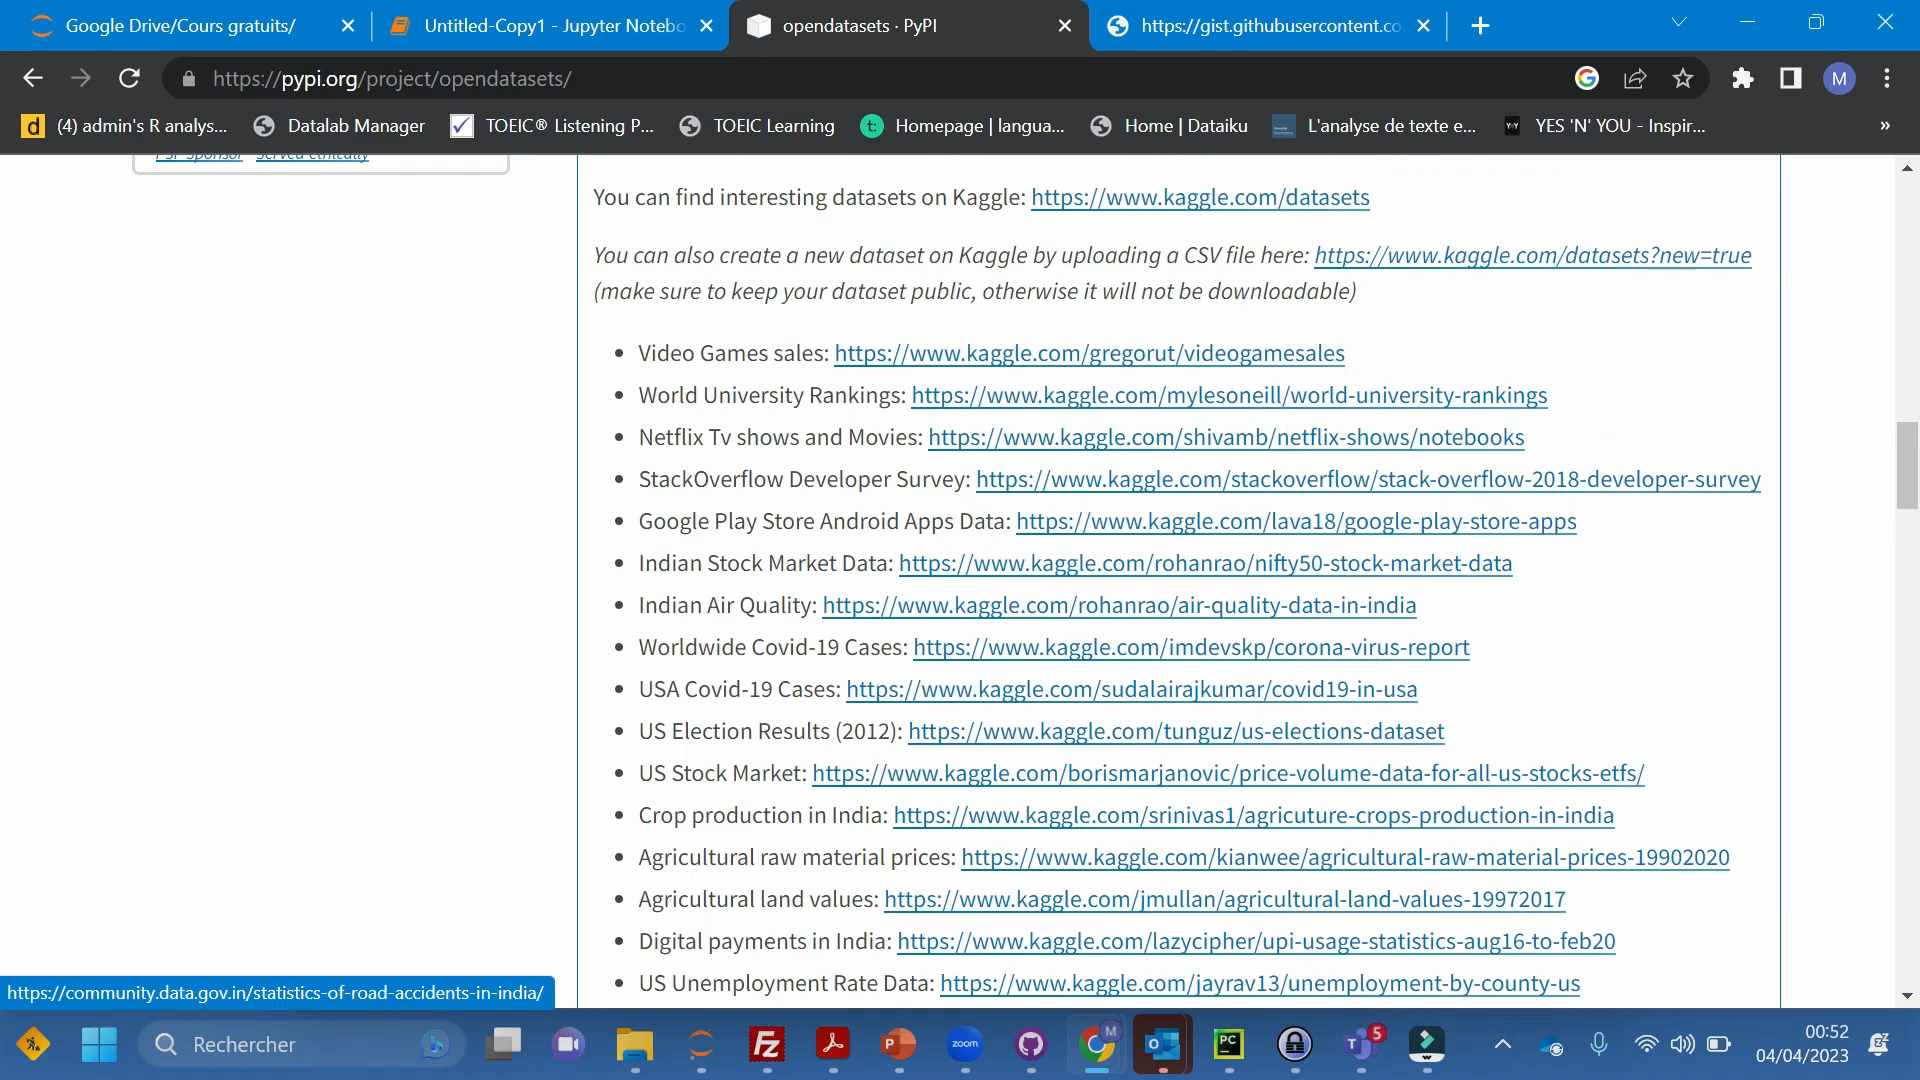 Google Drive/Cours gratuits/
Untitled-Copy1 - Jupyter Notebo
opendatasets · PyPI
https://gist.githubusercontent.co
https://pypi.org/project/opendatasets/
M
(4) admin's R analys...
Datalab Manager
TOEIC® Listening P...
TOEIC Learning
Homepage | langua...
Home | Dataiku
L'analyse de texte e...
YES 'N' YOU - Inspir...
»
PSF Sponsor · Served ethically
You can find interesting datasets on Kaggle: https://www.kaggle.com/datasets
You can also create a new dataset on Kaggle by uploading a CSV file here: https://www.kaggle.com/datasets?new=true
(make sure to keep your dataset public, otherwise it will not be downloadable)
• Video Games sales: https://www.kaggle.com/gregorut/videogamesales
• World University Rankings: https://www.kaggle.com/mylesoneill/world-university-rankings
• Netflix Tv shows and Movies: https://www.kaggle.com/shivamb/netflix-shows/notebooks
• StackOverflow Developer Survey: https://www.kaggle.com/stackoverflow/stack-overflow-2018-developer-survey
• Google Play Store Android Apps Data: https://www.kaggle.com/lava18/google-play-store-apps
• Indian Stock Market Data: https://www.kaggle.com/rohanrao/nifty50-stock-market-data
• Indian Air Quality: https://www.kaggle.com/rohanrao/air-quality-data-in-india
• Worldwide Covid-19 Cases: https://www.kaggle.com/imdevskp/corona-virus-report
• USA Covid-19 Cases: https://www.kaggle.com/sudalairajkumar/covid19-in-usa
• US Election Results (2012): https://www.kaggle.com/tunguz/us-elections-dataset
• US Stock Market: https://www.kaggle.com/borismarjanovic/price-volume-data-for-all-us-stocks-etfs/
• Crop production in India: https://www.kaggle.com/srinivas1/agricuture-crops-production-in-india
• Agricultural raw material prices: https://www.kaggle.com/kianwee/agricultural-raw-material-prices-19902020
• Agricultural land values: https://www.kaggle.com/jmullan/agricultural-land-values-19972017
• Digital payments in India: https://www.kaggle.com/lazycipher/upi-usage-statistics-aug16-to-feb20
• US Unemployment Rate Data: https://www.kaggle.com/jayrav13/unemployment-by-county-us
https://community.data.gov.in/statistics-of-road-accidents-in-india/
Rechercher
zoom
5
00:52
04/04/2023